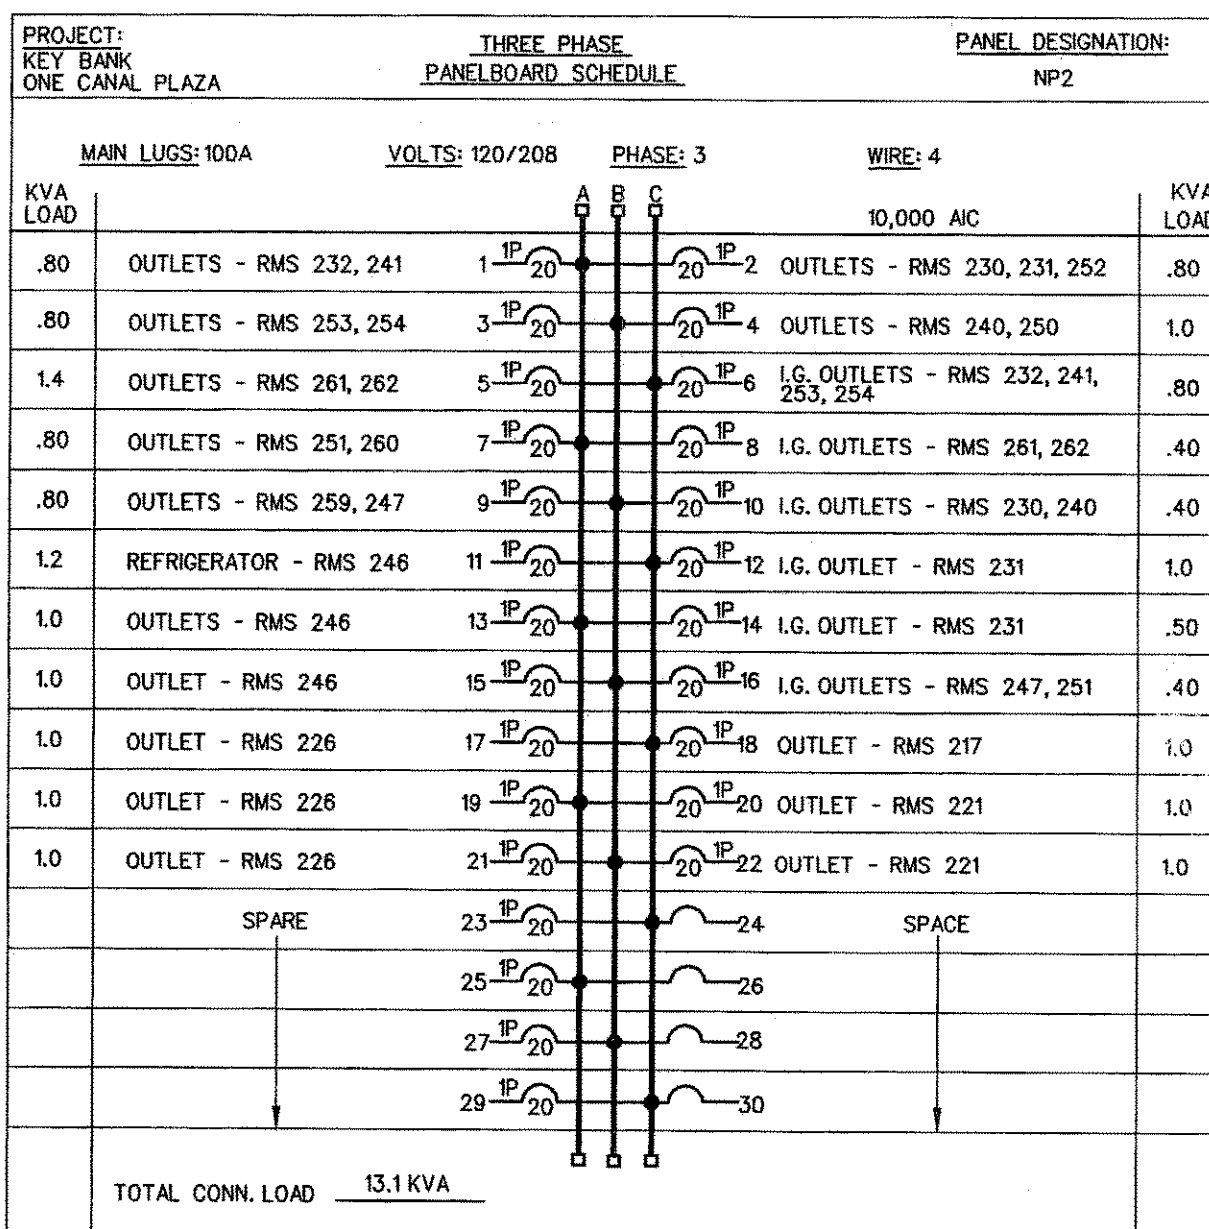 PROJECT:
KEY BANK
ONE CANAL PLAZA
THREE PHASE
PANELBOARD SCHEDULE
PANEL DESIGNATION:
NP2
MAIN LUGS: 100A VOLTS: 120/208 PHASE: 3 WIRE: 4
KVA
LOAD
A B C
10,000 AIC
KVA
LOAD
.80 OUTLETS - RMS 232, 241 1 1P 20 20 1P 2 OUTLETS - RMS 230, 231, 252 .80
.80 OUTLETS - RMS 253, 254 3 1P 20 20 1P 4 OUTLETS - RMS 240, 250 1.0
1.4 OUTLETS - RMS 261, 262 5 1P 20 20 1P 6 I.G. OUTLETS - RMS 232, 241,
253, 254 .80
.80 OUTLETS - RMS 251, 260 7 1P 20 20 1P 8 I.G. OUTLETS - RMS 261, 262 .40
.80 OUTLETS - RMS 259, 247 9 1P 20 20 1P 10 I.G. OUTLETS - RMS 230, 240 .40
1.2 REFRIGERATOR - RMS 246 11 1P 20 20 1P 12 I.G. OUTLET - RMS 231 1.0
1.0 OUTLETS - RMS 246 13 1P 20 20 1P 14 I.G. OUTLET - RMS 231 .50
1.0 OUTLET - RMS 246 15 1P 20 20 1P 16 I.G. OUTLETS - RMS 247, 251 .40
1.0 OUTLET - RMS 226 17 1P 20 20 1P 18 OUTLET - RMS 217 1.0
1.0 OUTLET - RMS 226 19 1P 20 20 1P 20 OUTLET - RMS 221 1.0
1.0 OUTLET - RMS 226 21 1P 20 20 1P 22 OUTLET - RMS 221 1.0
SPARE 23 1P 20 24 SPACE
25 1P 20 26
27 1P 20 28
29 1P 20 30
TOTAL CONN. LOAD 13.1 KVA